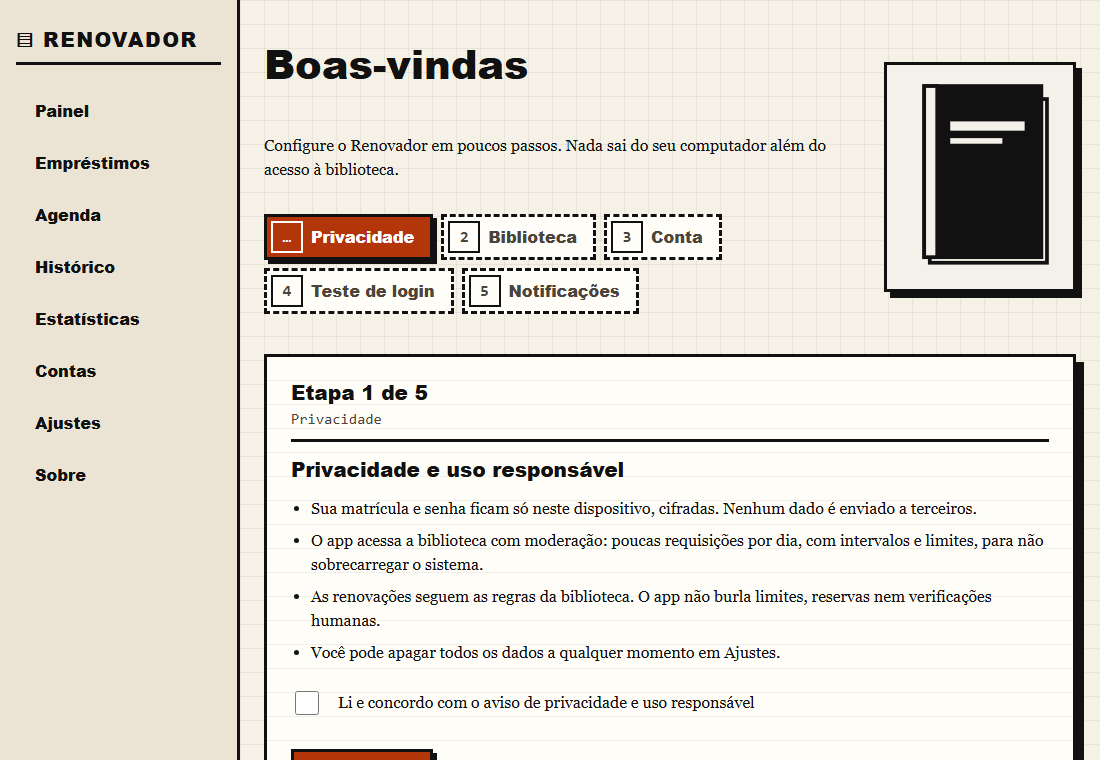 RENOVADOR
Painel
Empréstimos
Agenda
Histórico
Estatísticas
Contas
Ajustes
Sobre
Boas-vindas
Configure o Renovador em poucos passos. Nada sai do seu computador além do
acesso à biblioteca.
… Privacidade
2 Biblioteca
3 Conta
4 Teste de login
5 Notificações
Etapa 1 de 5
Privacidade
Privacidade e uso responsável
• Sua matrícula e senha ficam só neste dispositivo, cifradas. Nenhum dado é enviado a terceiros.
• O app acessa a biblioteca com moderação: poucas requisições por dia, com intervalos e limites, para não
sobrecarregar o sistema.
• As renovações seguem as regras da biblioteca. O app não burla limites, reservas nem verificações
humanas.
• Você pode apagar todos os dados a qualquer momento em Ajustes.
Li e concordo com o aviso de privacidade e uso responsável